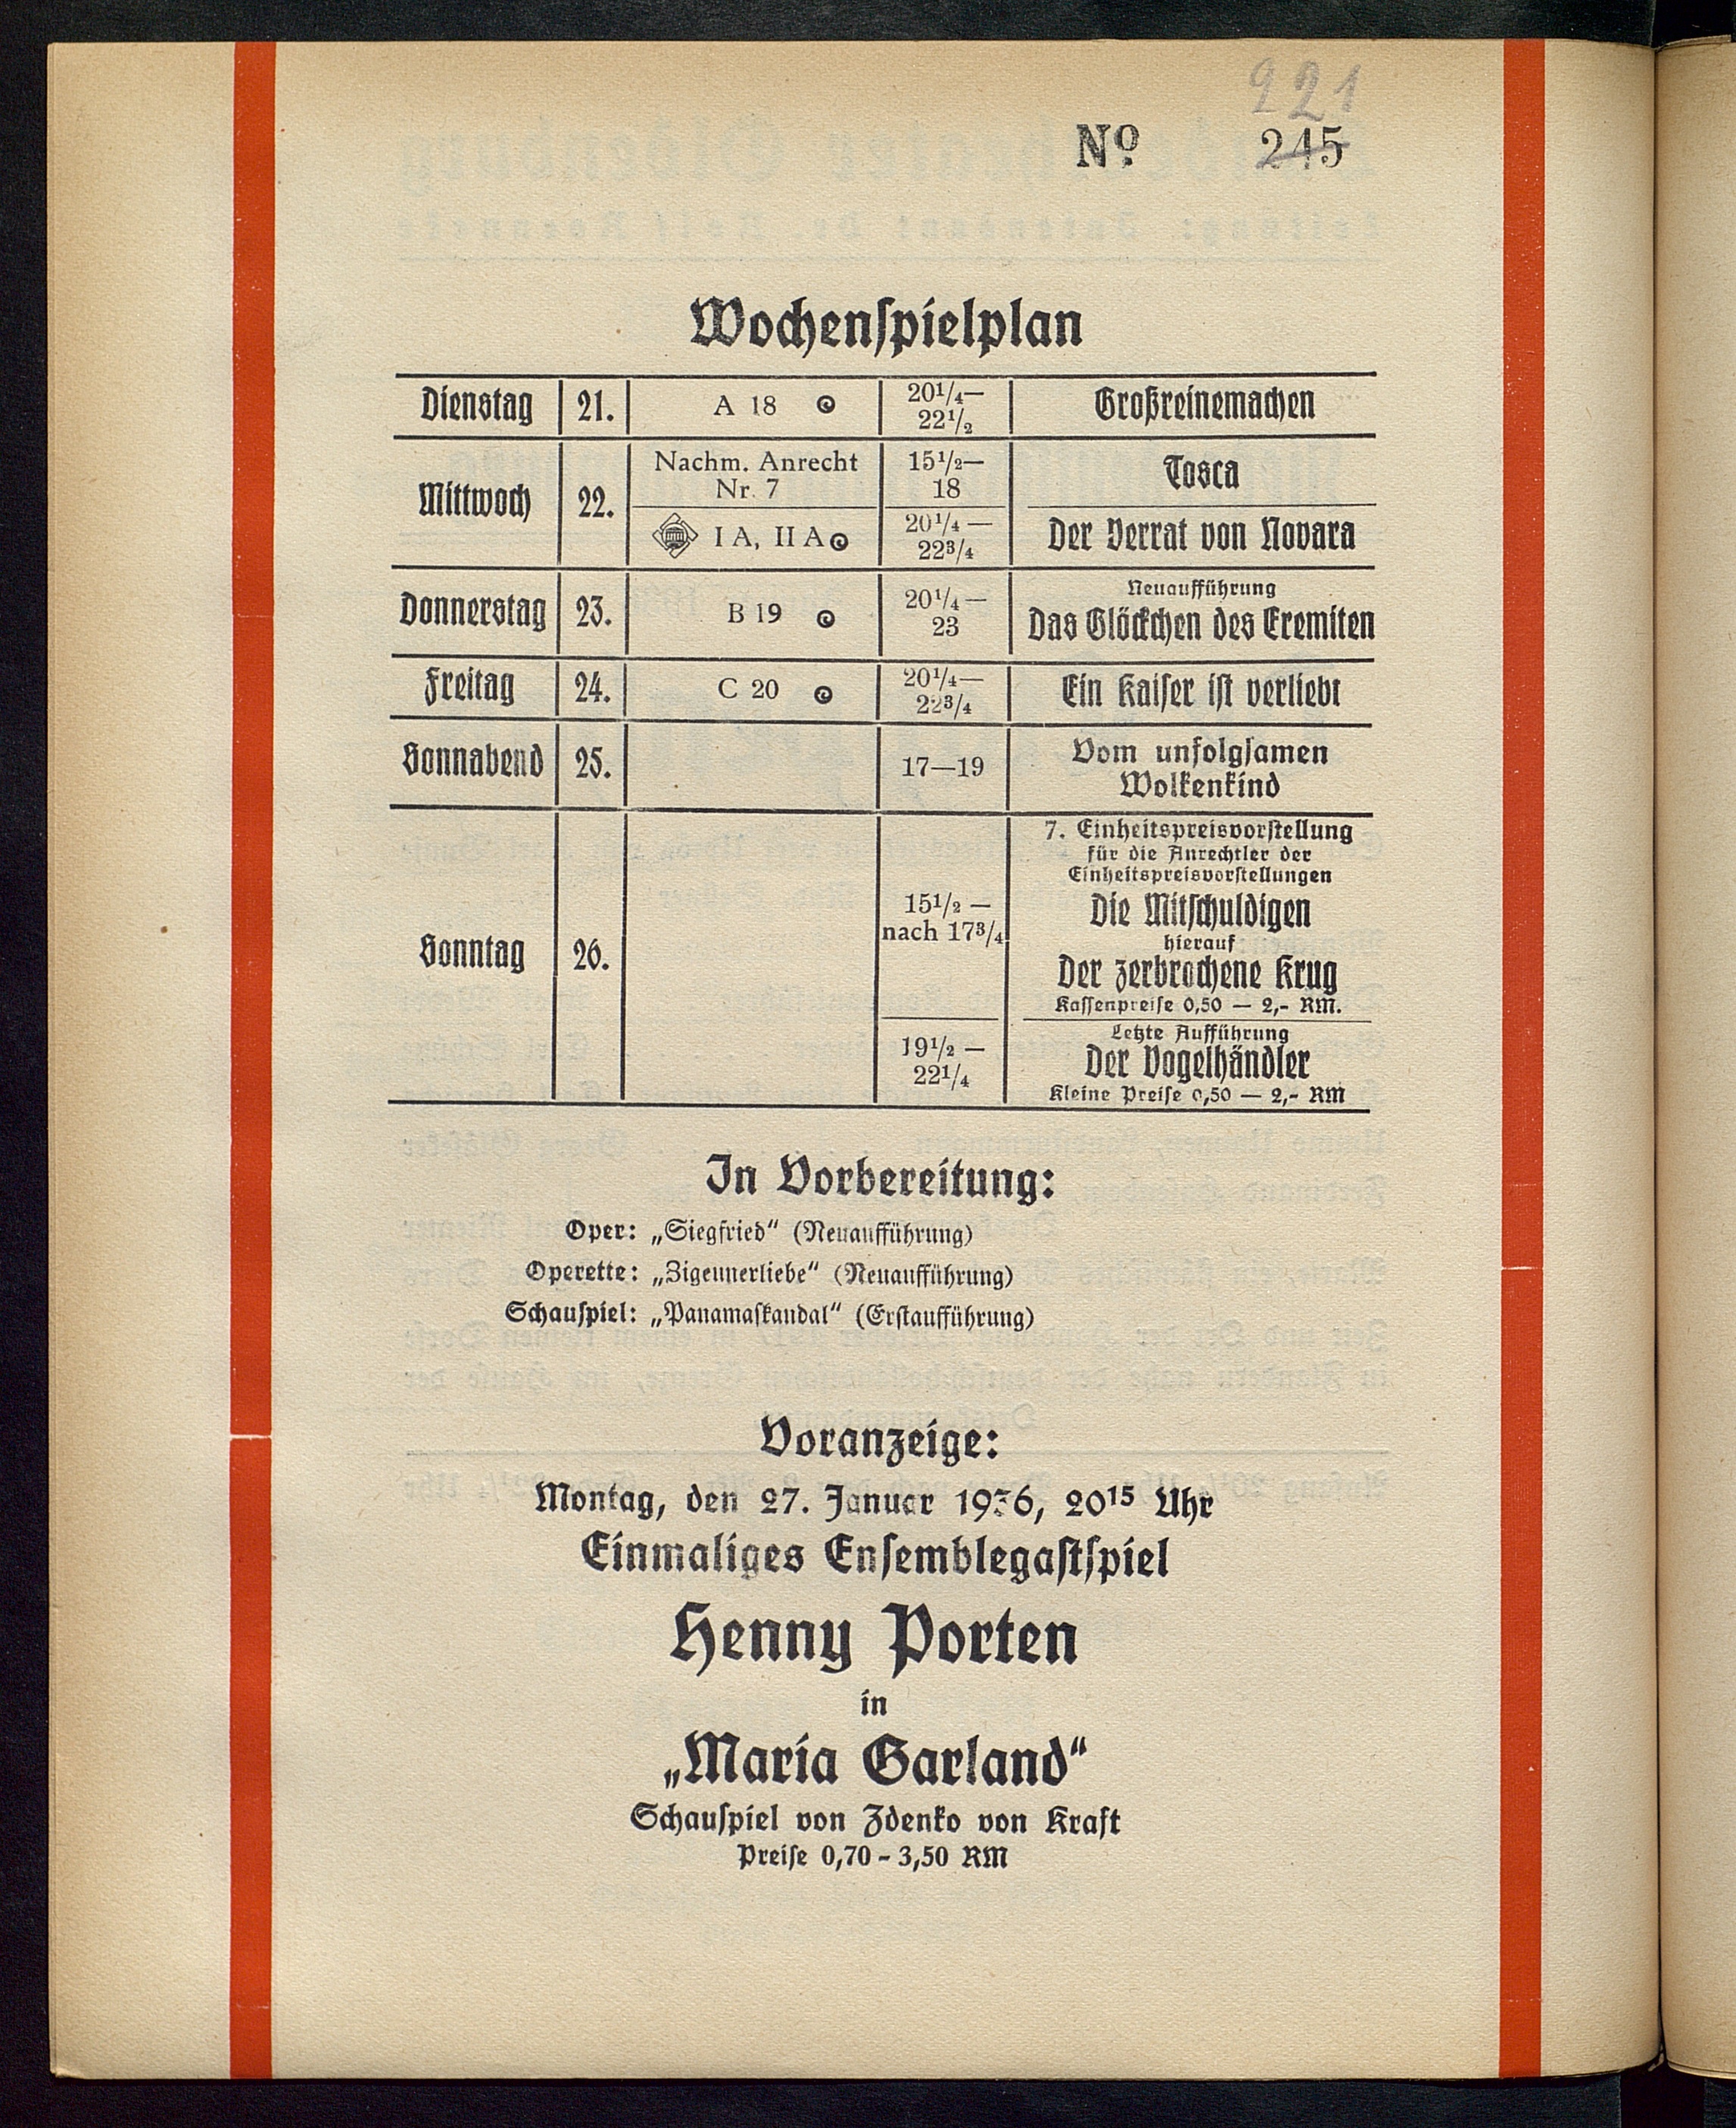 221
No. 245
Wochenspielplan
Dienstag 21. A 18 20¹/₄— 22¹/₂ Großreinemachen
Mittwoch 22. Nachm. Anrecht Nr. 7 15¹/₂— 18 Tosca
I A, II A 20¹/₄— 22³/₄ Der Verrat von Novara
Donnerstag 23. B 19 20¹/₄— 23 Neuaufführung
Das Glöckchen des Eremiten
Freitag 24. C 20 20¹/₄— 22³/₄ Ein Kaiser ist verliebt
Sonnabend 25. 17—19 Vom unfolgsamen
Wolkenkind
Sonntag 26. 15¹/₂ — nach 17³/₄ 7. Einheitspreisvorstellung
für die Anrechtler der
Einheitspreisvorstellungen
Die Mitschuldigen
hierauf
Der zerbrochene Krug
Kassenpreise 0,50 — 2,- RM.
19¹/₂ — 22¹/₄ Letzte Aufführung
Der Vogelhändler
Kleine Preise 0,50 — 2,- RM
In Vorbereitung:
Oper: „Siegfried“ (Neuaufführung)
Operette: „Zigeunerliebe“ (Neuaufführung)
Schauspiel: „Panamaskandal“ (Erstaufführung)
Voranzeige:
Montag, den 27. Januar 1936, 20¹⁵ Uhr
Einmaliges Ensemblegastspiel
Henny Porten
in
„Maria Garland“
Schauspiel von Zdenko von Kraft
Preise 0,70 - 3,50 RM